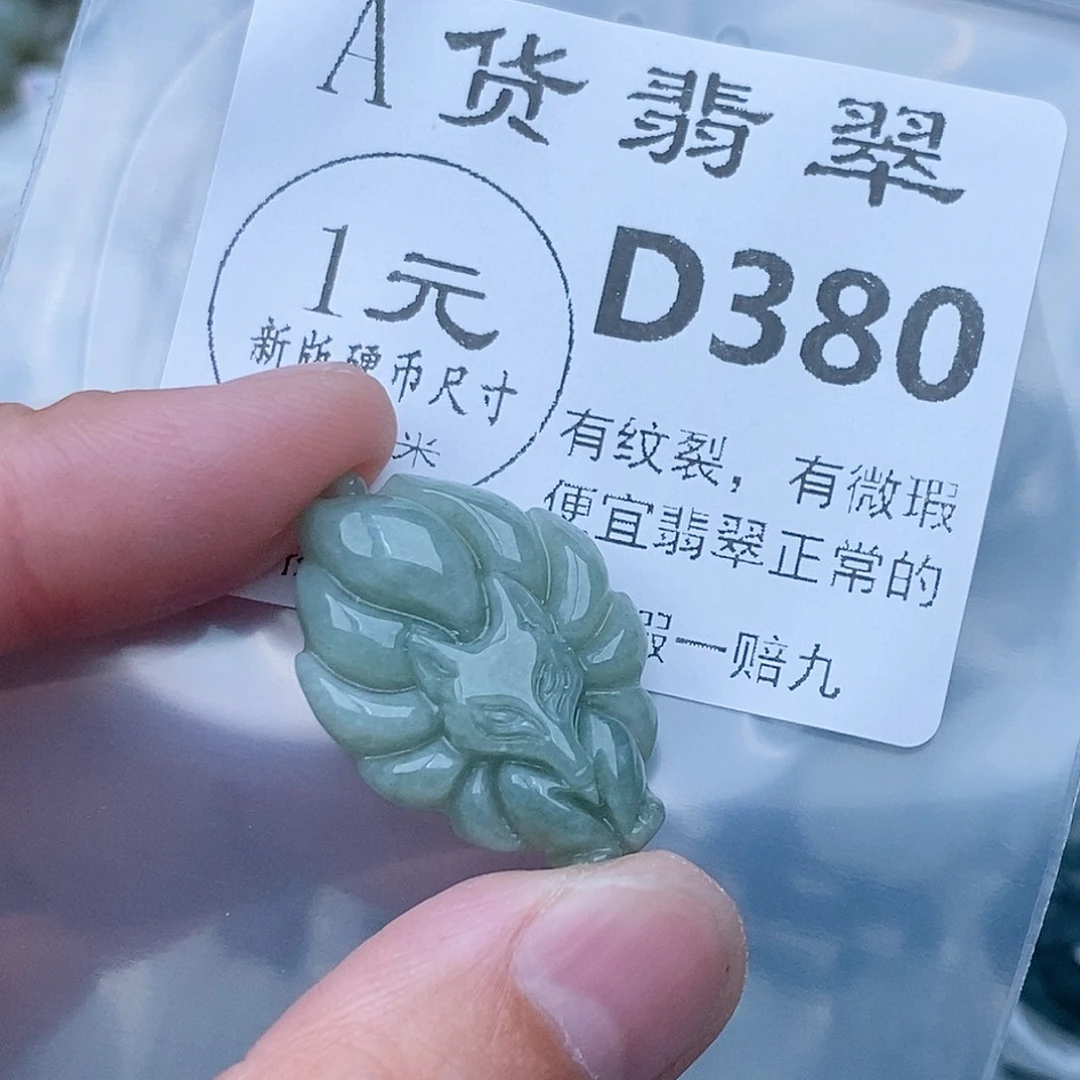 A货翡翠
1元
D380
新版硬币尺寸
米
有纹裂，有微瑕
便宜翡翠正常的
假一赔九